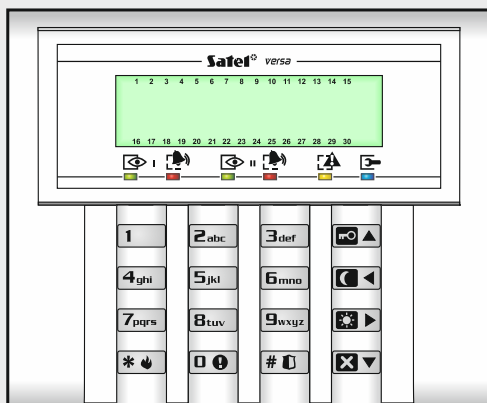 Satel versa
1 2 3 4 5 6 7 8 9 10 11 12 13 14 15
16 17 18 19 20 21 22 23 24 25 26 27 28 29 30
I II
1 2abc 3def
4ghi 5jkl 6mno
7pqrs 8tuv 9wxyz
* 0 #